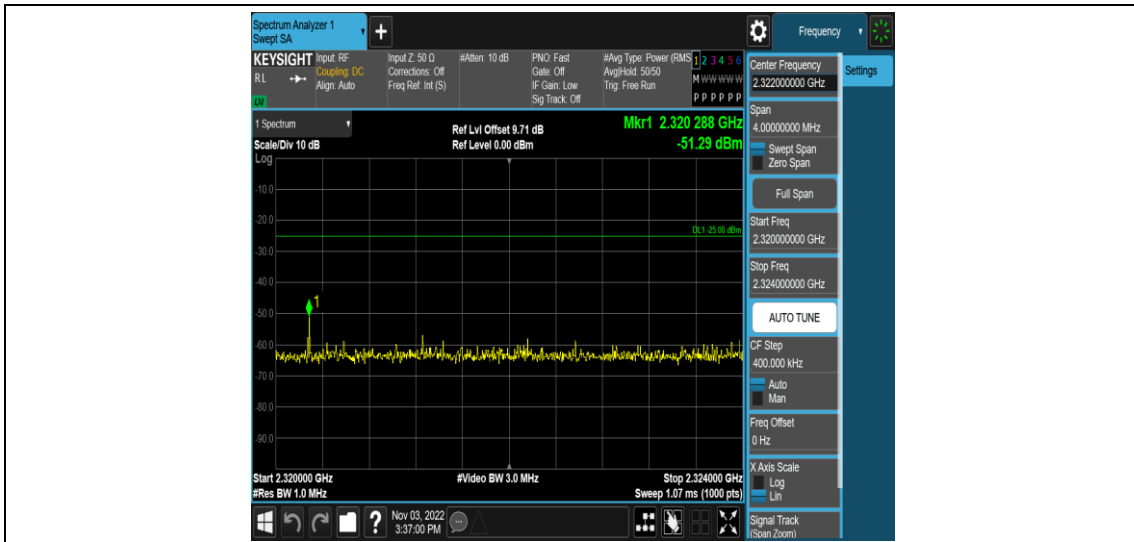 Spectrum Analyzer 1
Swept SA
+
Frequency
KEYSIGHT
Input: RF
Coupling: DC
Align: Auto
Input Z: 50 Ω
Corrections: Off
Freq Ref: Int (S)
#Atten: 10 dB
PNO: Fast
Gate: Off
IF Gain: Low
Sig Track: Off
#Avg Type: Power (RMS
Avg|Hold: 50/50
Trig: Free Run
1 2 3 4 5 6
M W W W W W
P P P P P P
RL
LXI
1 Spectrum
Scale/Div 10 dB
Ref Lvl Offset 9.71 dB
Ref Level 0.00 dBm
Mkr1 2.320 288 GHz
-51.29 dBm
Log
-10.0
-20.0
DL1 -25.00 dBm
-30.0
-40.0
1
-50.0
-60.0
-70.0
-80.0
-90.0
Start 2.320000 GHz
#Res BW 1.0 MHz
#Video BW 3.0 MHz
Stop 2.324000 GHz
Sweep 1.07 ms (1000 pts)
Nov 03, 2022
3:37:00 PM
?
Center Frequency
2.322000000 GHz
Settings
Span
4.00000000 MHz
Swept Span
Zero Span
Full Span
Start Freq
2.320000000 GHz
Stop Freq
2.324000000 GHz
AUTO TUNE
CF Step
400.000 kHz
Auto
Man
Freq Offset
0 Hz
X Axis Scale
Log
Lin
Signal Track
(Span Zoom)